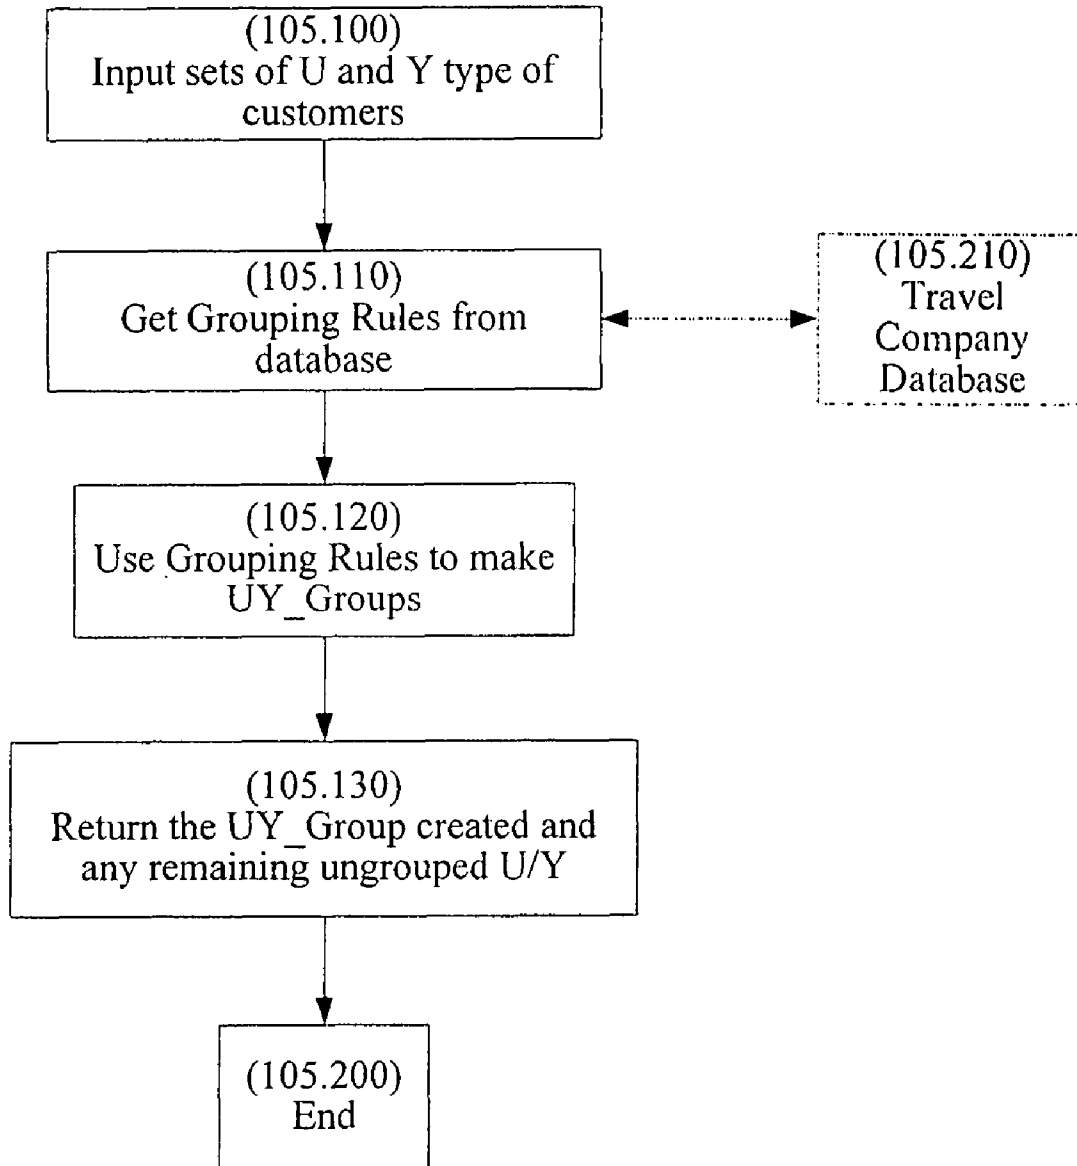 (105.100)
Input sets of U and Y type of
customers
(105.110)
Get Grouping Rules from
database
(105.210)
Travel
Company
Database
(105.120)
Use Grouping Rules to make
UY_Groups
(105.130)
Return the UY_Group created and
any remaining ungrouped U/Y
(105.200)
End